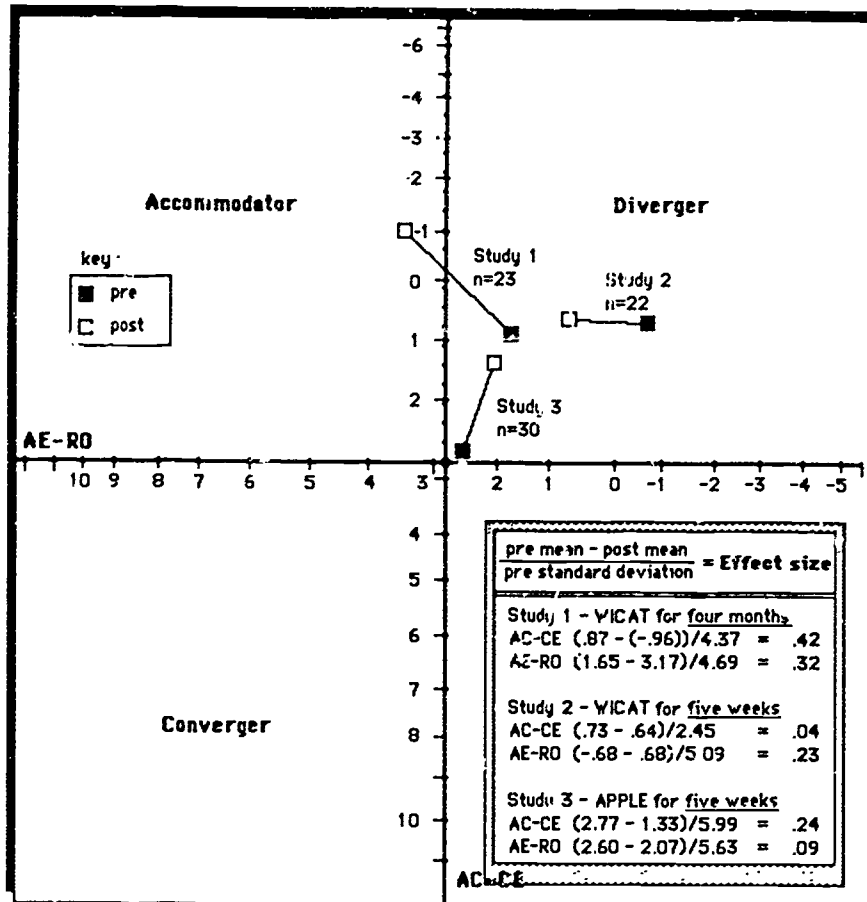 -6
-4
-3
-2
Accommodator
Diverger
-1
key
Study 1
n=23
0
Study 2
n=22
pre
post
1
2
Study 3
n=30
AE-RO
10 9 8 7 6 5 4 3 2 1 0 -1 -2 -3 -4 -5
4
pre mean - post mean
pre standard deviation = Effect size
5
Study 1 - WICAT for four months
6
AC-CE (.87 - (-.96))/4.37 = .42
AE-RO (1.65 - 3.17)/4.69 = .32
7
Study 2 - WICAT for five weeks
Converger
8
AC-CE (.73 - .64)/2.45 = .04
AE-RO (-.68 - .68)/5.09 = .23
Study 3 - APPLE for five weeks
10
AC-CE (2.77 - 1.33)/5.99 = .24
AE-RO (2.60 - 2.07)/5.63 = .09
AC-CE